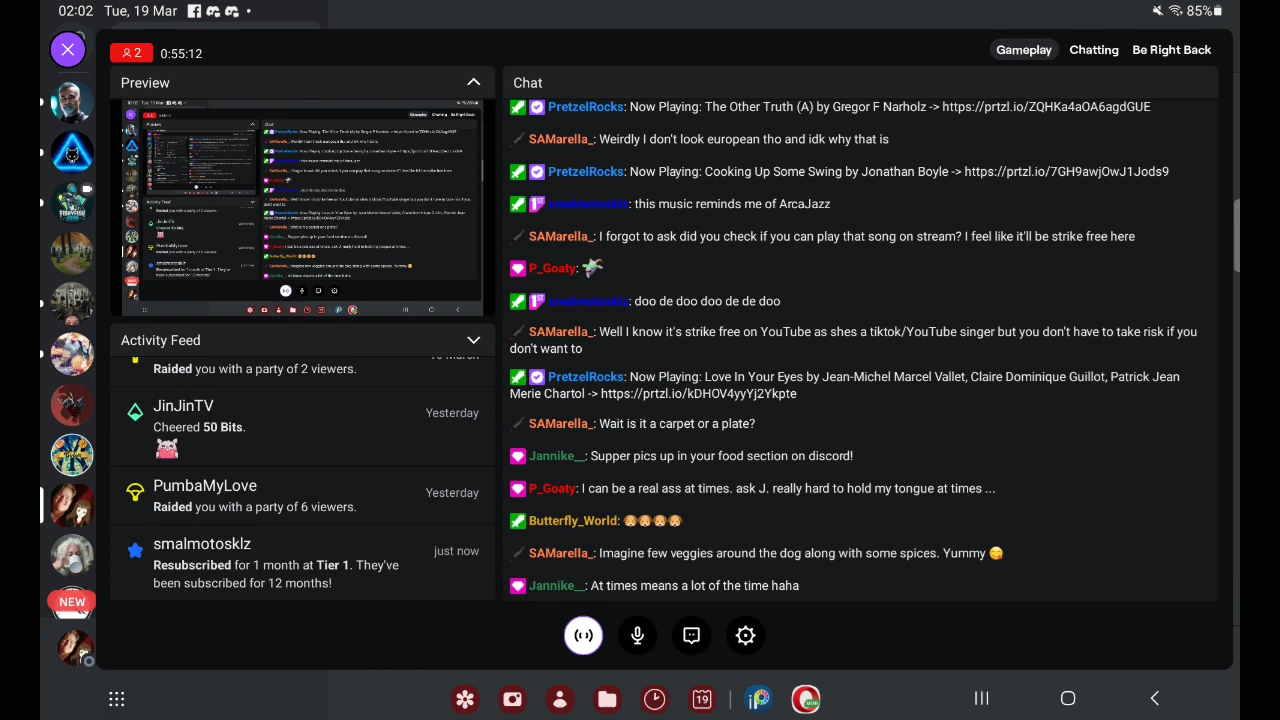 02:02 Tue, 19 Mar
85%
2 0:55:12
Gameplay Chatting Be Right Back
Preview
Activity Feed
Raided you with a party of 2 viewers.
JinJinTV Yesterday
Cheered 50 Bits.
PumbaMyLove Yesterday
Raided you with a party of 6 viewers.
smalmotosklz just now
Resubscribed for 1 month at Tier 1. They've
been subscribed for 12 months!
NEW
Chat
PretzelRocks: Now Playing: The Other Truth (A) by Gregor F Narholz -> https://prtzl.io/ZQHKa4aOA6agdGUE
SAMarella_: Weirdly I don't look european tho and idk why that is
PretzelRocks: Now Playing: Cooking Up Some Swing by Jonathan Boyle -> https://prtzl.io/7GH9awjOwJ1Jods9
smalmotosklz: this music reminds me of ArcaJazz
SAMarella_: I forgot to ask did you check if you can play that song on stream? I feel like it'll be strike free here
P_Goaty:
smalmotosklz: doo de doo doo de de doo
SAMarella_: Well I know it's strike free on YouTube as shes a tiktok/YouTube singer but you don't have to take risk if you
don't want to
PretzelRocks: Now Playing: Love In Your Eyes by Jean-Michel Marcel Vallet, Claire Dominique Guillot, Patrick Jean
Merie Chartol -> https://prtzl.io/kDHOV4yyYj2Ykpte
SAMarella_: Wait is it a carpet or a plate?
Jannike__: Supper pics up in your food section on discord!
P_Goaty: I can be a real ass at times. ask J. really hard to hold my tongue at times ...
Butterfly_World: 🐶🐶🐶🐶
SAMarella_: Imagine few veggies around the dog along with some spices. Yummy 😋
Jannike__: At times means a lot of the time haha
19
MINI